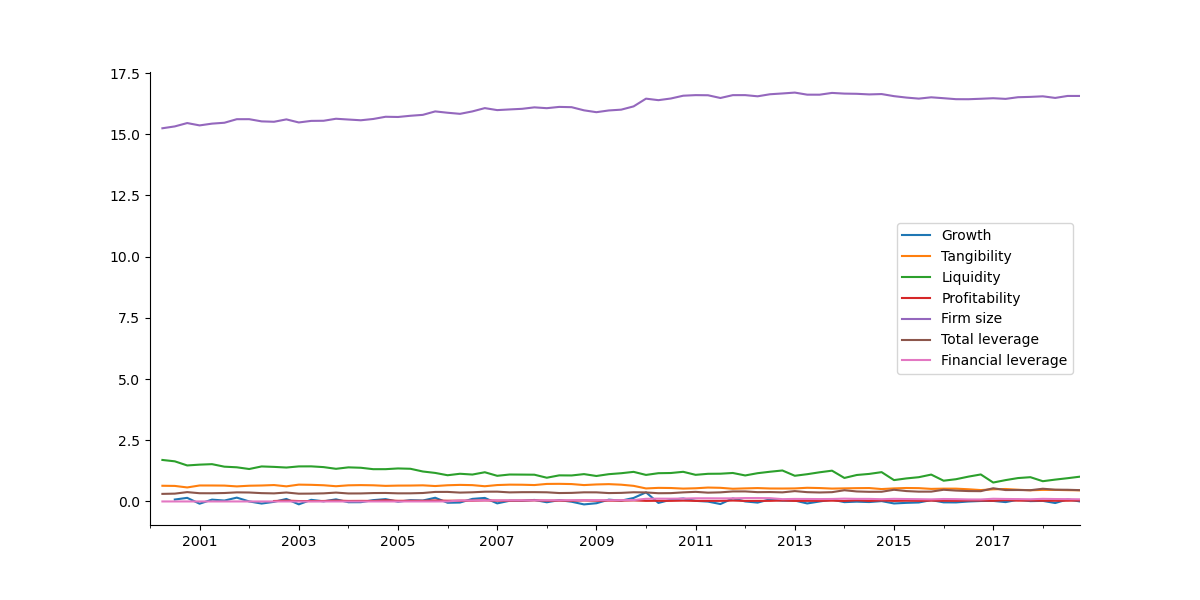 17.5
15.0
12.5
10.0
7.5
5.0
2.5
0.0
Growth
Tangibility
Liquidity
Profitability
Firm size
Total leverage
Financial leverage
2001 2003 2005 2007 2009 2011 2013 2015 2017